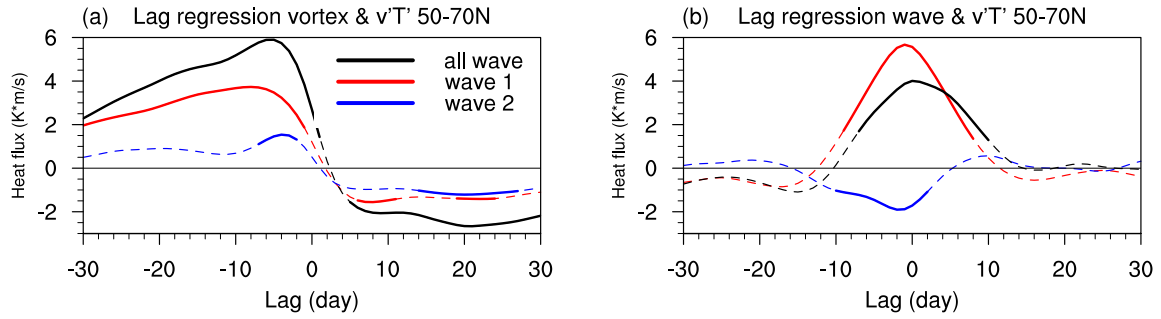 (a) Lag regression vortex & v'T' 50-70N
6
4
2
0
-2
Heat flux (K*m/s)
all wave
wave 1
wave 2
-30 -20 -10 0 10 20 30
Lag (day)
(b) Lag regression wave & v'T' 50-70N
6
4
2
0
-2
Heat flux (K*m/s)
-30 -20 -10 0 10 20 30
Lag (day)